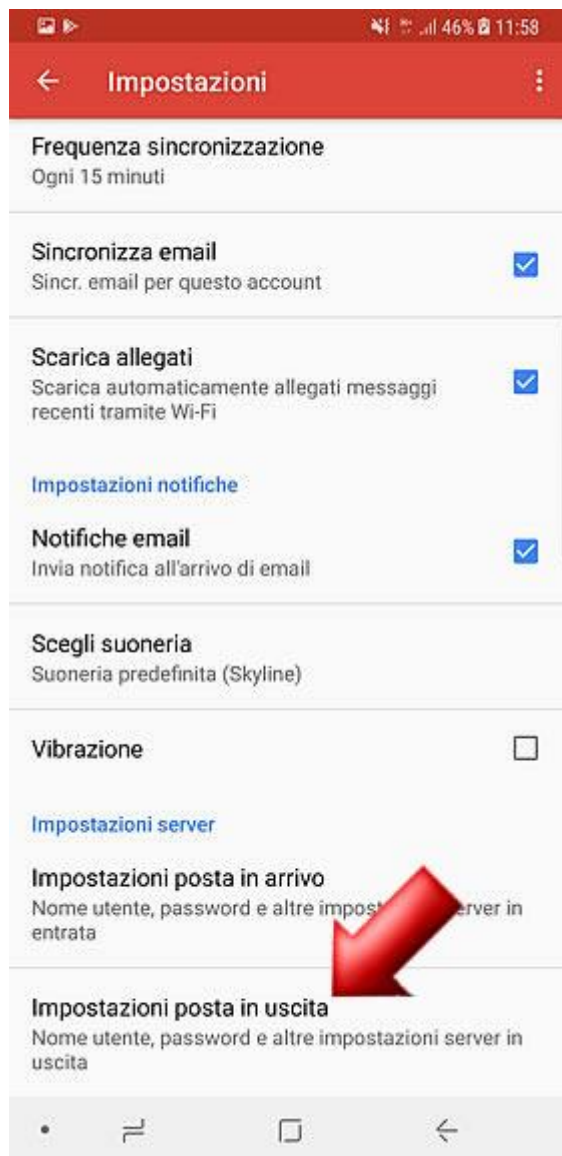 46% 11:58
Impostazioni
Frequenza sincronizzazione
Ogni 15 minuti
Sincronizza email
Sincr. email per questo account
Scarica allegati
Scarica automaticamente allegati messaggi
recenti tramite Wi-Fi
Impostazioni notifiche
Notifiche email
Invia notifica all'arrivo di email
Scegli suoneria
Suoneria predefinita (Skyline)
Vibrazione
Impostazioni server
Impostazioni posta in arrivo
Nome utente, password e altre in
entrata
Impostazioni posta in uscita
Nome utente, password e altre impostazioni server in
uscita